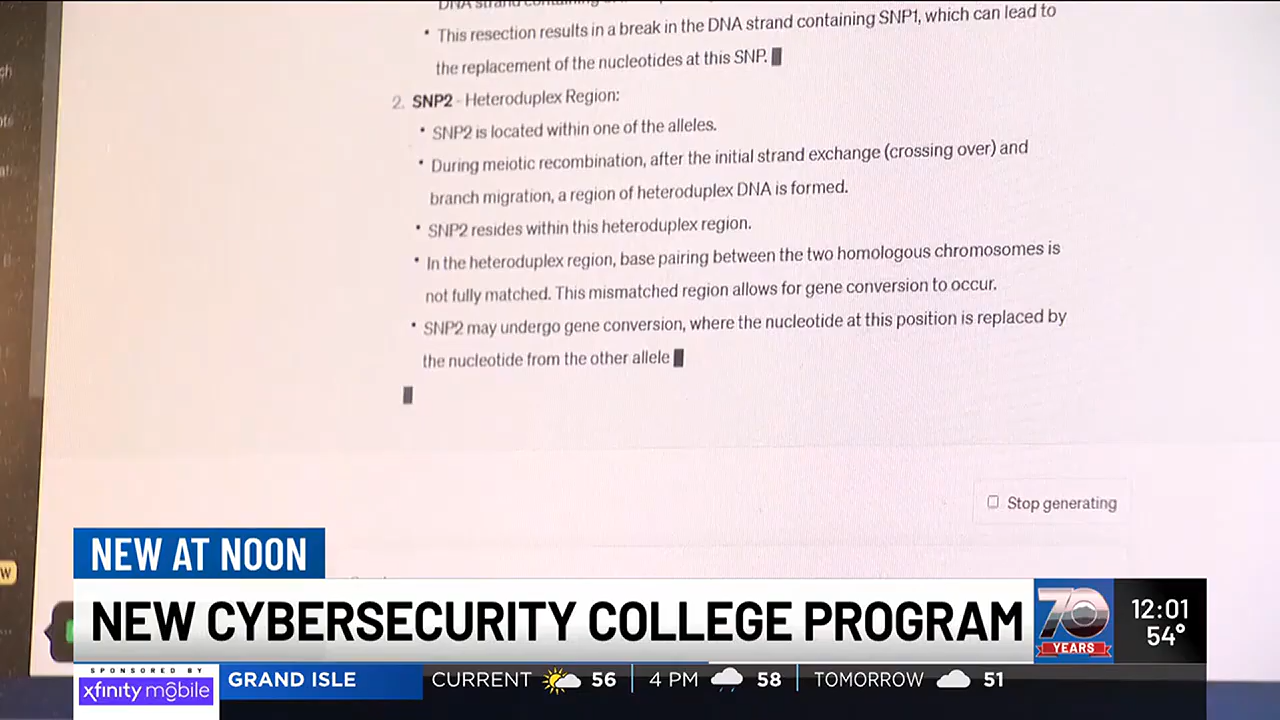 This resection results in a break in the DNA strand containing SNP1, which can lead to
the replacement of the nucleotides at this SNP.
2. SNP2 - Heteroduplex Region:
SNP2 is located within one of the alleles.
During meiotic recombination, after the initial strand exchange (crossing over) and
branch migration, a region of heteroduplex DNA is formed.
SNP2 resides within this heteroduplex region.
In the heteroduplex region, base pairing between the two homologous chromosomes is
not fully matched. This mismatched region allows for gene conversion to occur.
SNP2 may undergo gene conversion, where the nucleotide at this position is replaced by
the nucleotide from the other allele
Stop generating
NEW AT NOON
NEW CYBERSECURITY COLLEGE PROGRAM
70
YEARS
12:01
54°
SPONSORED BY
xfinity mobile
GRAND ISLE
CURRENT 56
4 PM 58
TOMORROW 51